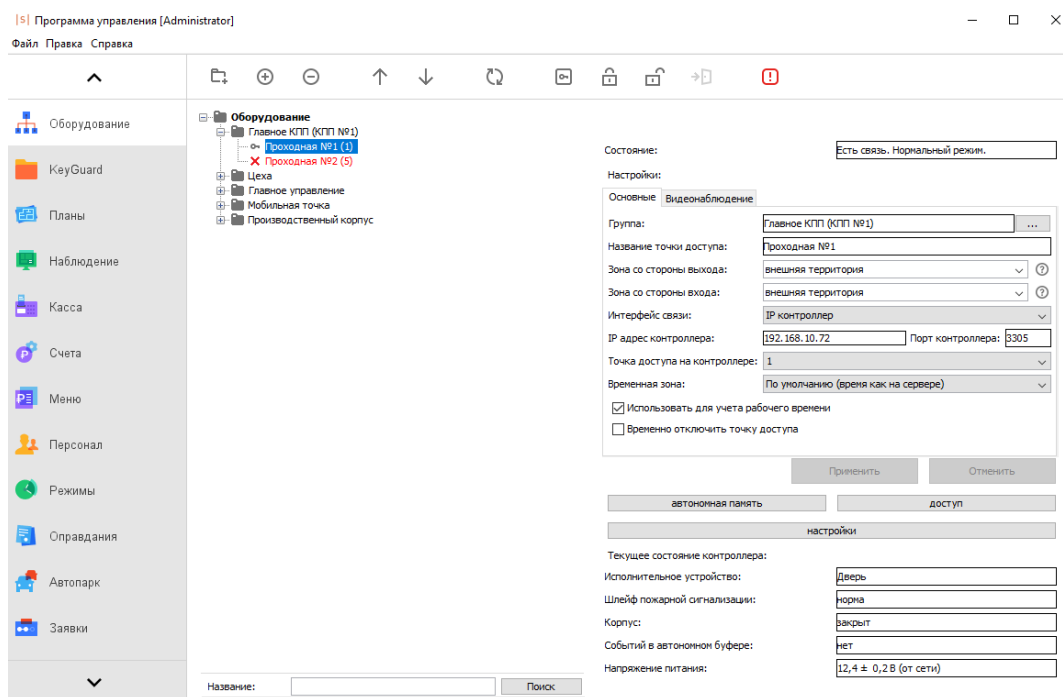 |S| Программа управления [Administrator]
Файл Правка Справка
Оборудование
KeyGuard
Планы
Наблюдение
Касса
Счета
Меню
Персонал
Режимы
Оправдания
Автопарк
Заявки
Оборудование
Главное КПП (КПП №1)
Проходная №1 (1)
Проходная №2 (5)
Цеха
Главное управление
Мобильная точка
Производственный корпус
Название: Поиск
Состояние: Есть связь. Нормальный режим.
Настройки:
Основные Видеонаблюдение
Группа: Главное КПП (КПП №1) ...
Название точки доступа: Проходная №1
Зона со стороны выхода: внешняя территория
Зона со стороны входа: внешняя территория
Интерфейс связи: IP контроллер
IP адрес контроллера: 192.168.10.72 Порт контроллера: 3305
Точка доступа на контроллере: 1
Временная зона: По умолчанию (время как на сервере)
Использовать для учета рабочего времени
Временно отключить точку доступа
Применить Отменить
автономная память доступ
настройки
Текущее состояние контроллера:
Исполнительное устройство: Дверь
Шлейф пожарной сигнализации: норма
Корпус: закрыт
Событий в автономном буфере: нет
Напряжение питания: 12,4 ± 0,2 В (от сети)